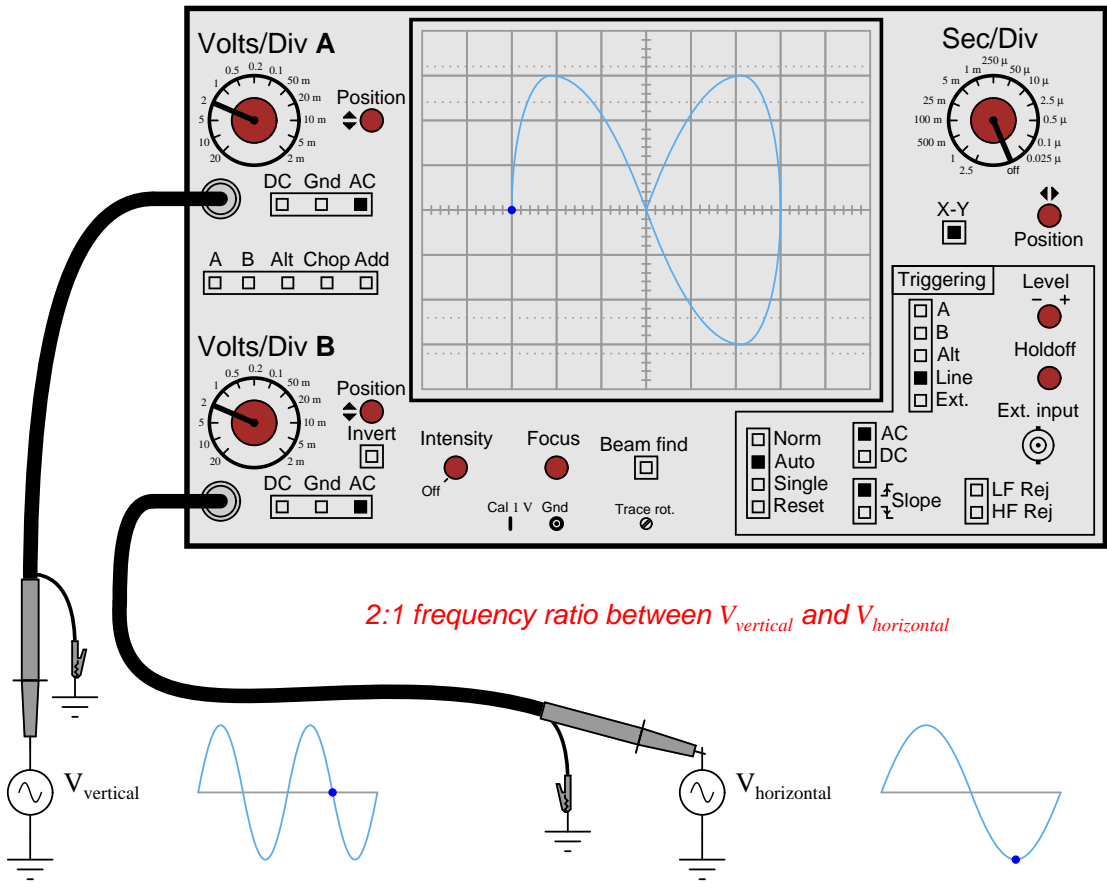 Volts/Div A
20 10 5 2 1 0.5 0.2 0.1 50 m 20 m 10 m 5 m 2 m
Position
DC Gnd AC
A B Alt Chop Add
Volts/Div B
20 10 5 2 1 0.5 0.2 0.1 50 m 20 m 10 m 5 m 2 m
Position
Invert
DC Gnd AC
Intensity
Off
Focus
Beam find
Cal 1 V Gnd
Trace rot.
Sec/Div
2.5 1 500 m 100 m 25 m 5 m 1 m 250 µ 50 µ 10 µ 2.5 µ 0.5 µ 0.1 µ 0.025 µ off
X-Y
Position
Triggering
A
B
Alt
Line
Ext.
Level
− +
Holdoff
Ext. input
Norm
Auto
Single
Reset
AC
DC
Slope
LF Rej
HF Rej
2:1 frequency ratio between Vvertical and Vhorizontal
Vvertical
Vhorizontal